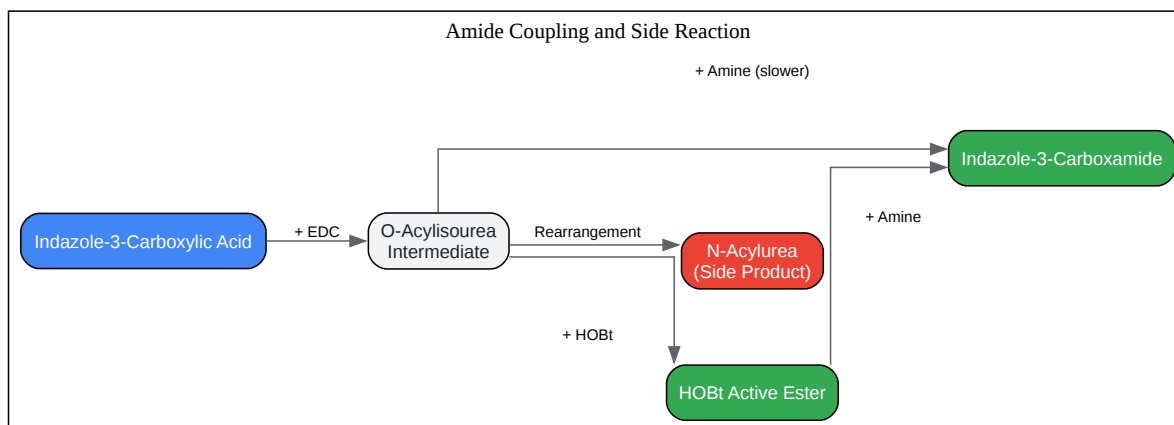 Amide Coupling and Side Reaction
+ Amine (slower)
Indazole-3-Carboxamide
+ Amine
Indazole-3-Carboxylic Acid
+ EDC
O-Acylisourea
Intermediate
Rearrangement
N-Acylurea
(Side Product)
+ HOBt
HOBt Active Ester